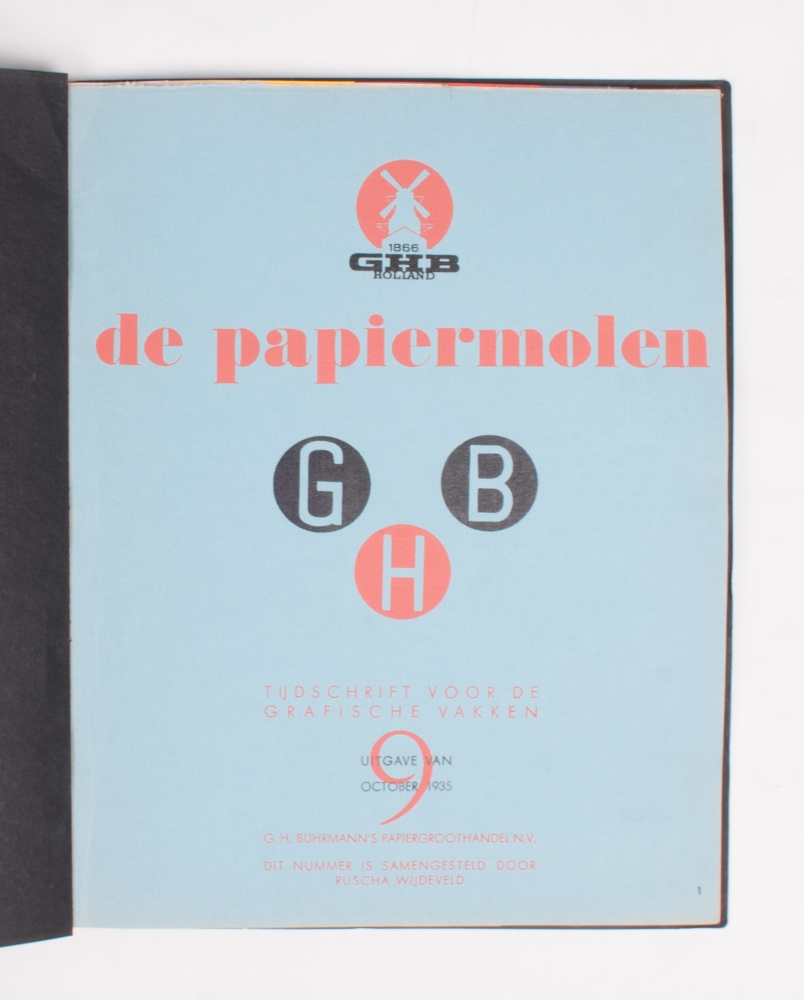 1866
GHB
HOLLAND
de papiermolen
G B
H
TIJDSCHRIFT VOOR DE
GRAFISCHE VAKKEN
9
UITGAVE VAN
OCTOBER 1935
G. H. BÜHRMANN'S PAPIERGROOTHANDEL N.V.
DIT NUMMER IS SAMENGESTELD DOOR
RUSCHA WIJDEVELD
1